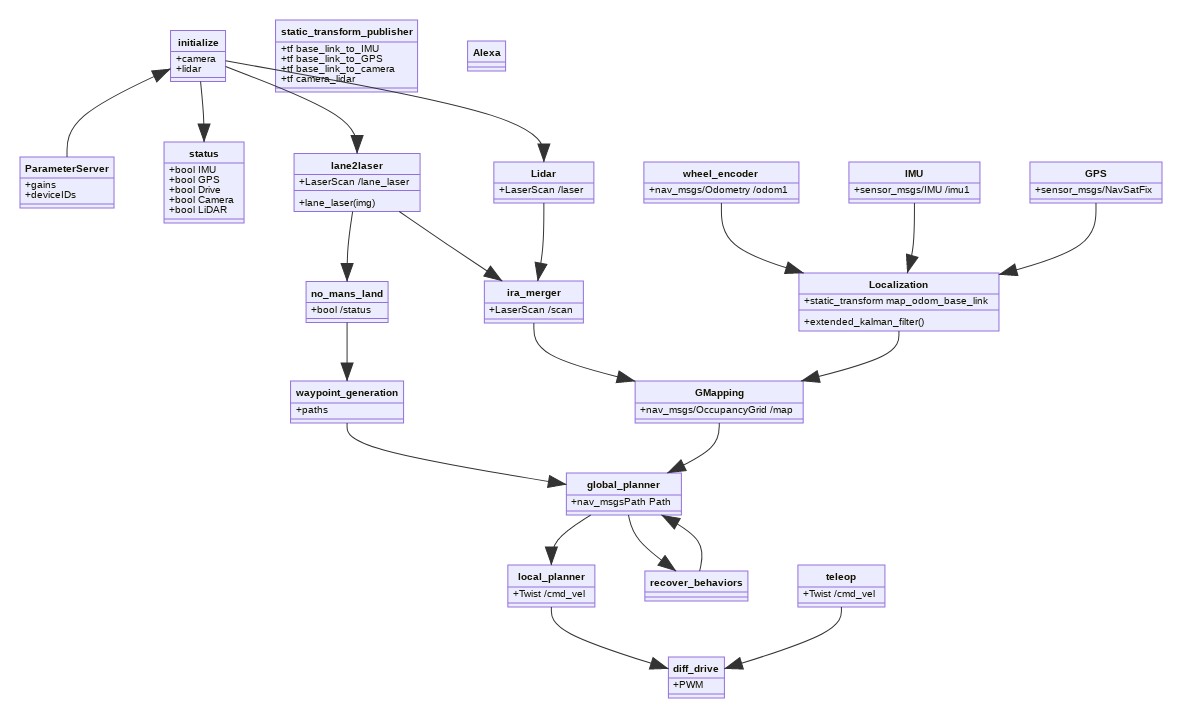 initialize
+camera
+lidar
static_transform_publisher
+tf base_link_to_IMU
+tf base_link_to_GPS
+tf base_link_to_camera
+tf camera_lidar
Alexa
ParameterServer
+gains
+deviceIDs
status
+bool IMU
+bool GPS
+bool Drive
+bool Camera
+bool LiDAR
lane2laser
+LaserScan /lane_laser
+lane_laser(img)
Lidar
+LaserScan /laser
wheel_encoder
+nav_msgs/Odometry /odom1
IMU
+sensor_msgs/IMU /imu1
GPS
+sensor_msgs/NavSatFix
no_mans_land
+bool /status
ira_merger
+LaserScan /scan
Localization
+static_transform map_odom_base_link
+extended_kalman_filter()
waypoint_generation
+paths
GMapping
+nav_msgs/OccupancyGrid /map
global_planner
+nav_msgsPath Path
local_planner
+Twist /cmd_vel
recover_behaviors
teleop
+Twist /cmd_vel
diff_drive
+PWM